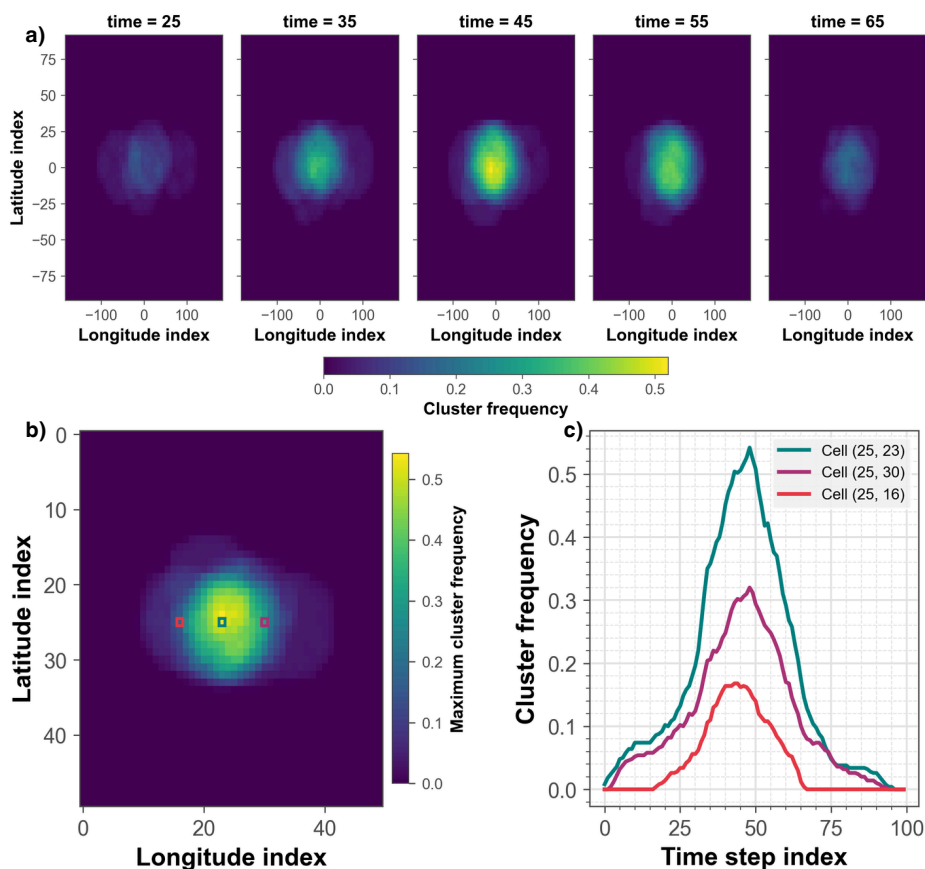 a)
time = 25 time = 35 time = 45 time = 55 time = 65
75
50
25
0
−25
−50
−75
Latitude index
−100 0 100 −100 0 100 −100 0 100 −100 0 100 −100 0 100
Longitude index Longitude index Longitude index Longitude index Longitude index
0.0 0.1 0.2 0.3 0.4 0.5
Cluster frequency
b)
0
10
20
30
40
Latitude index
0 20 40
Longitude index
0.5
0.4
0.3
0.2
0.1
0.0
Maximum cluster frequency
c)
Cell (25, 23)
Cell (25, 30)
Cell (25, 16)
0.5
0.4
0.3
0.2
0.1
0.0
Cluster frequency
0 25 50 75 100
Time step index